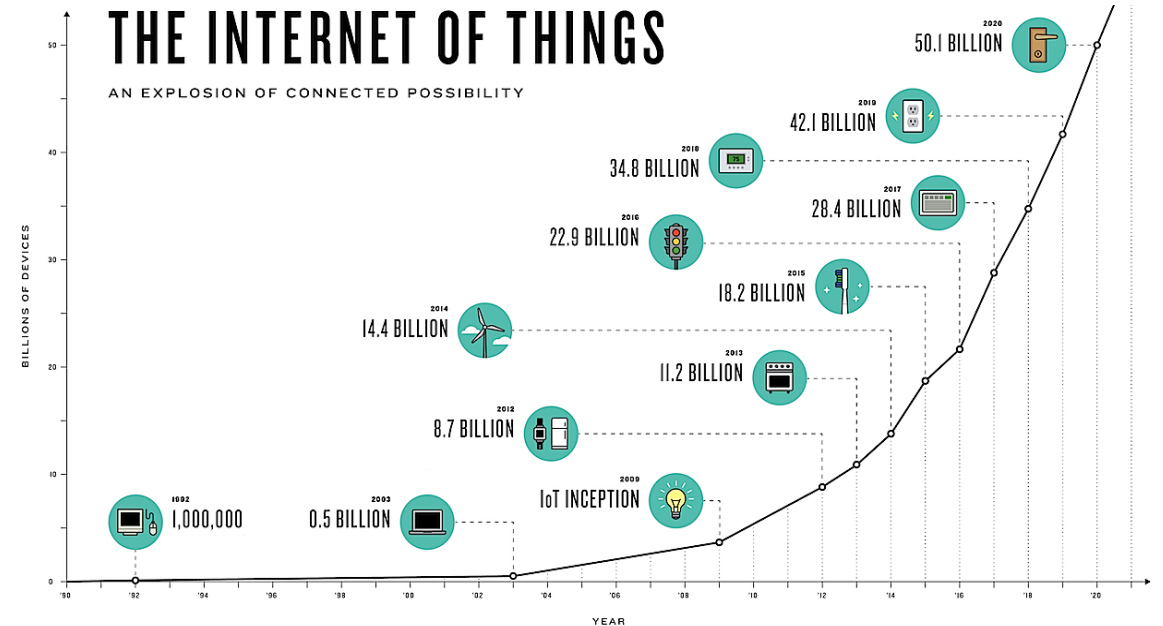 THE INTERNET OF THINGS
AN EXPLOSION OF CONNECTED POSSIBILITY
2020
50.1 BILLION
2019
42.1 BILLION
2018
34.8 BILLION
75
2017
28.4 BILLION
2016
22.9 BILLION
2015
18.2 BILLION
2014
14.4 BILLION
2013
11.2 BILLION
2012
8.7 BILLION
2009
IoT INCEPTION
2003
0.5 BILLION
1992
1,000,000
BILLIONS OF DEVICES
50
40
30
20
10
0
'90 '92 '94 '96 '98 '00 '02 '04 '06 '08 '10 '12 '14 '16 '18 '20
YEAR